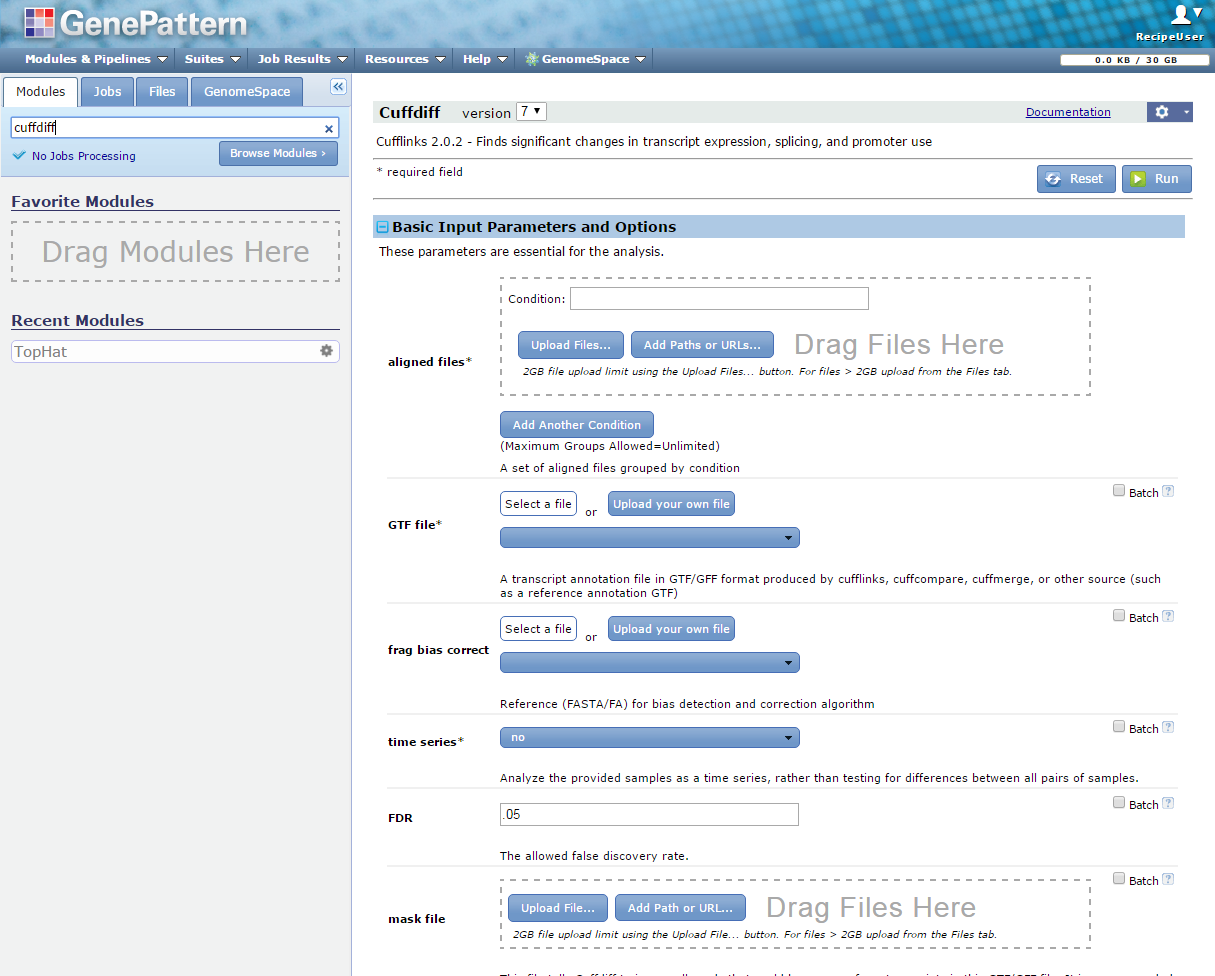 GenePattern
RecipeUser
Modules & Pipelines Suites Job Results Resources Help GenomeSpace 0.0 KB / 30 GB
Modules Jobs Files GenomeSpace «
cuffdiff x
No Jobs Processing Browse Modules ›
Favorite Modules
Drag Modules Here
Recent Modules
TopHat
Cuffdiff version 7 Documentation
Cufflinks 2.0.2 - Finds significant changes in transcript expression, splicing, and promoter use
* required field Reset Run
Basic Input Parameters and Options
These parameters are essential for the analysis.
Condition:
Upload Files... Add Paths or URLs... Drag Files Here
aligned files*
2GB file upload limit using the Upload Files... button. For files > 2GB upload from the Files tab.
Add Another Condition
(Maximum Groups Allowed=Unlimited)
A set of aligned files grouped by condition
Batch ?
Select a file or Upload your own file
GTF file*
A transcript annotation file in GTF/GFF format produced by cufflinks, cuffcompare, cuffmerge, or other source (such
as a reference annotation GTF)
Batch ?
Select a file or Upload your own file
frag bias correct
Reference (FASTA/FA) for bias detection and correction algorithm
Batch ?
time series* no
Analyze the provided samples as a time series, rather than testing for differences between all pairs of samples.
Batch ?
FDR .05
The allowed false discovery rate.
Batch ?
mask file
Upload File... Add Path or URL... Drag Files Here
2GB file upload limit using the Upload File... button. For files > 2GB upload from the Files tab.